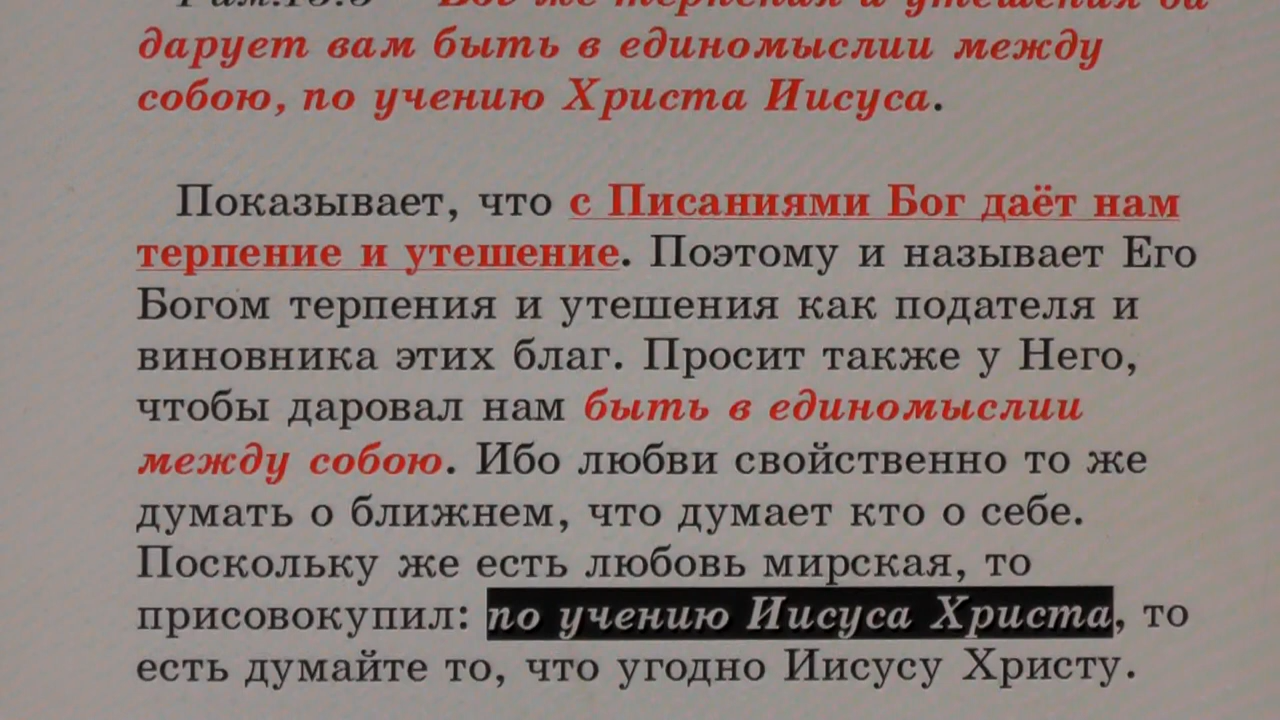 дарует вам быть в единомыслии между
собою, по учению Христа Иисуса.
Показывает, что с Писаниями Бог даёт нам
терпение и утешение. Поэтому и называет Его
Богом терпения и утешения как подателя и
виновника этих благ. Просит также у Него,
чтобы даровал нам быть в единомыслии
между собою. Ибо любви свойственно то же
думать о ближнем, что думает кто о себе.
Поскольку же есть любовь мирская, то
присовокупил: по учению Иисуса Христа, то
есть думайте то, что угодно Иисусу Христу.